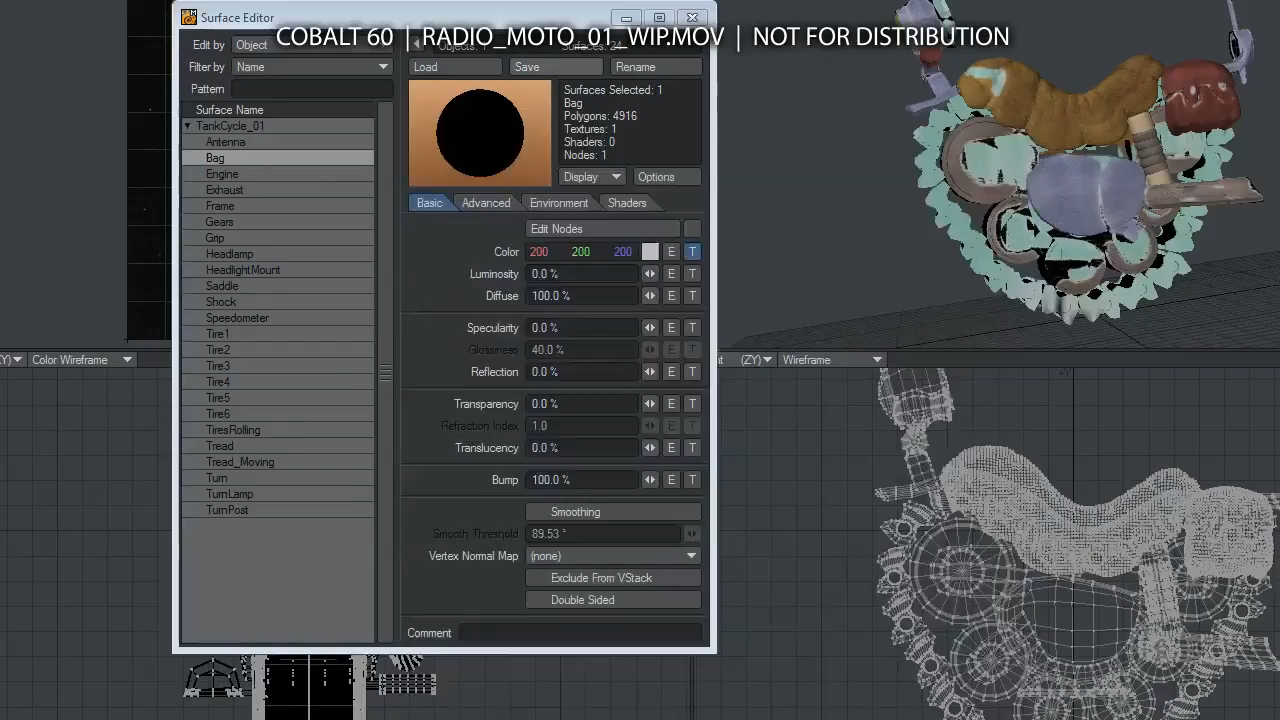 Surface Editor
COBALT 60 | RADIO_MOTO_01_WIP.MOV | NOT FOR DISTRIBUTION
Edit by Object
Filter by Name
Pattern
Surface Name
TankCycle_01
Antenna
Bag
Engine
Exhaust
Frame
Gears
Grip
Headlamp
HeadlightMount
Saddle
Shock
Speedometer
Tire1
Tire2
Tire3
Tire4
Tire5
Tire6
TiresRolling
Tread
Tread_Moving
Turn
TurnLamp
TurnPost
Objects: 1 Surfaces: 24
Load Save Rename
Surfaces Selected: 1
Bag
Polygons: 4916
Textures: 1
Shaders: 0
Nodes: 1
Display Options
Basic Advanced Environment Shaders
Edit Nodes
Color 200 200 200 E T
Luminosity 0.0 % E T
Diffuse 100.0 % E T
Specularity 0.0 % E T
Glossiness 40.0 % E T
Reflection 0.0 % E T
Transparency 0.0 % E T
Refraction Index 1.0 E T
Translucency 0.0 % E T
Bump 100.0 % E T
Smoothing
Smooth Threshold 89.53 °
Vertex Normal Map (none)
Exclude From VStack
Double Sided
Comment
Y) Color Wireframe
(ZY) Wireframe
+Y